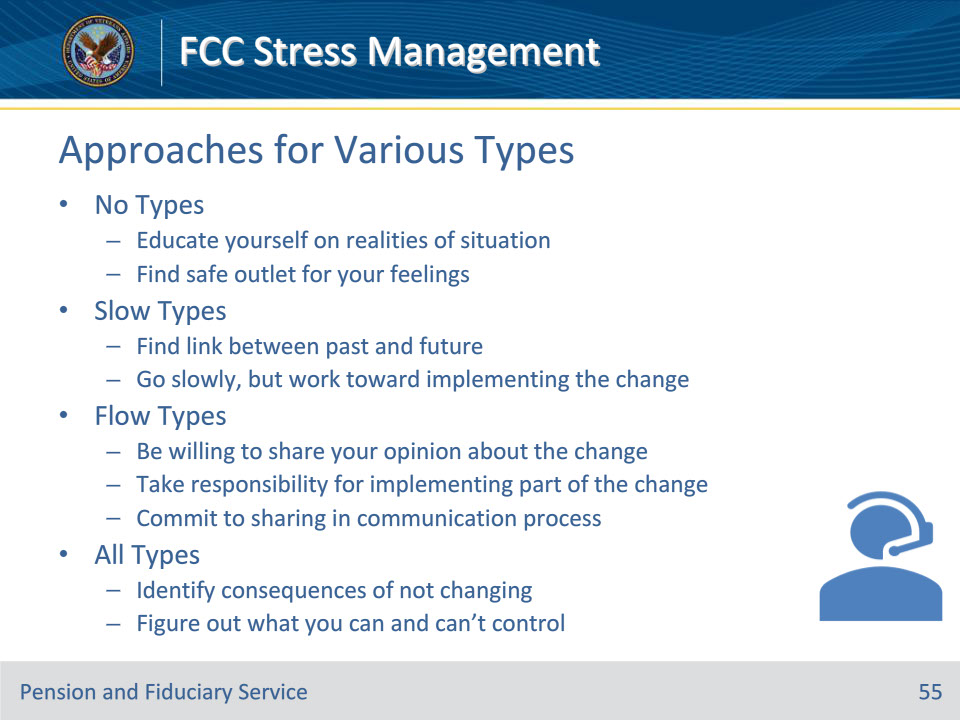 FCC Stress Management
Approaches for Various Types
• No Types
– Educate yourself on realities of situation
– Find safe outlet for your feelings
• Slow Types
– Find link between past and future
– Go slowly, but work toward implementing the change
• Flow Types
– Be willing to share your opinion about the change
– Take responsibility for implementing part of the change
– Commit to sharing in communication process
• All Types
– Identify consequences of not changing
– Figure out what you can and can’t control
Pension and Fiduciary Service
55